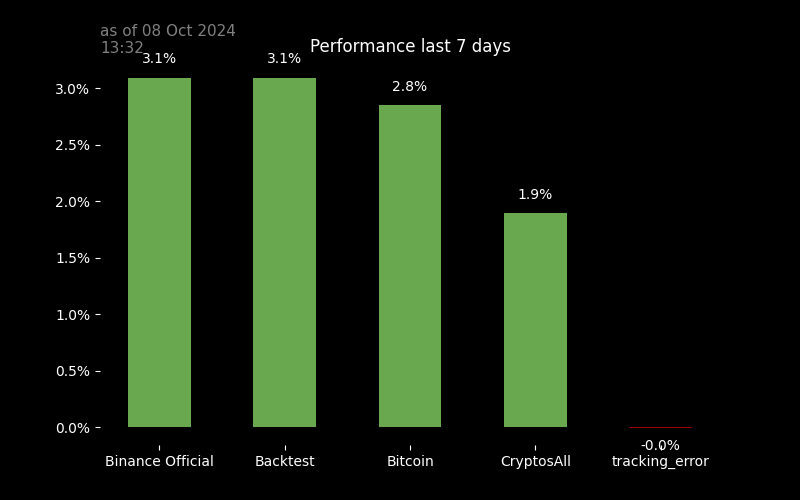 as of 08 Oct 2024
13:32
Performance last 7 days
3.1%
3.1%
2.8%
1.9%
-0.0%
3.0%
2.5%
2.0%
1.5%
1.0%
0.5%
0.0%
Binance Official
Backtest
Bitcoin
CryptosAll
tracking_error